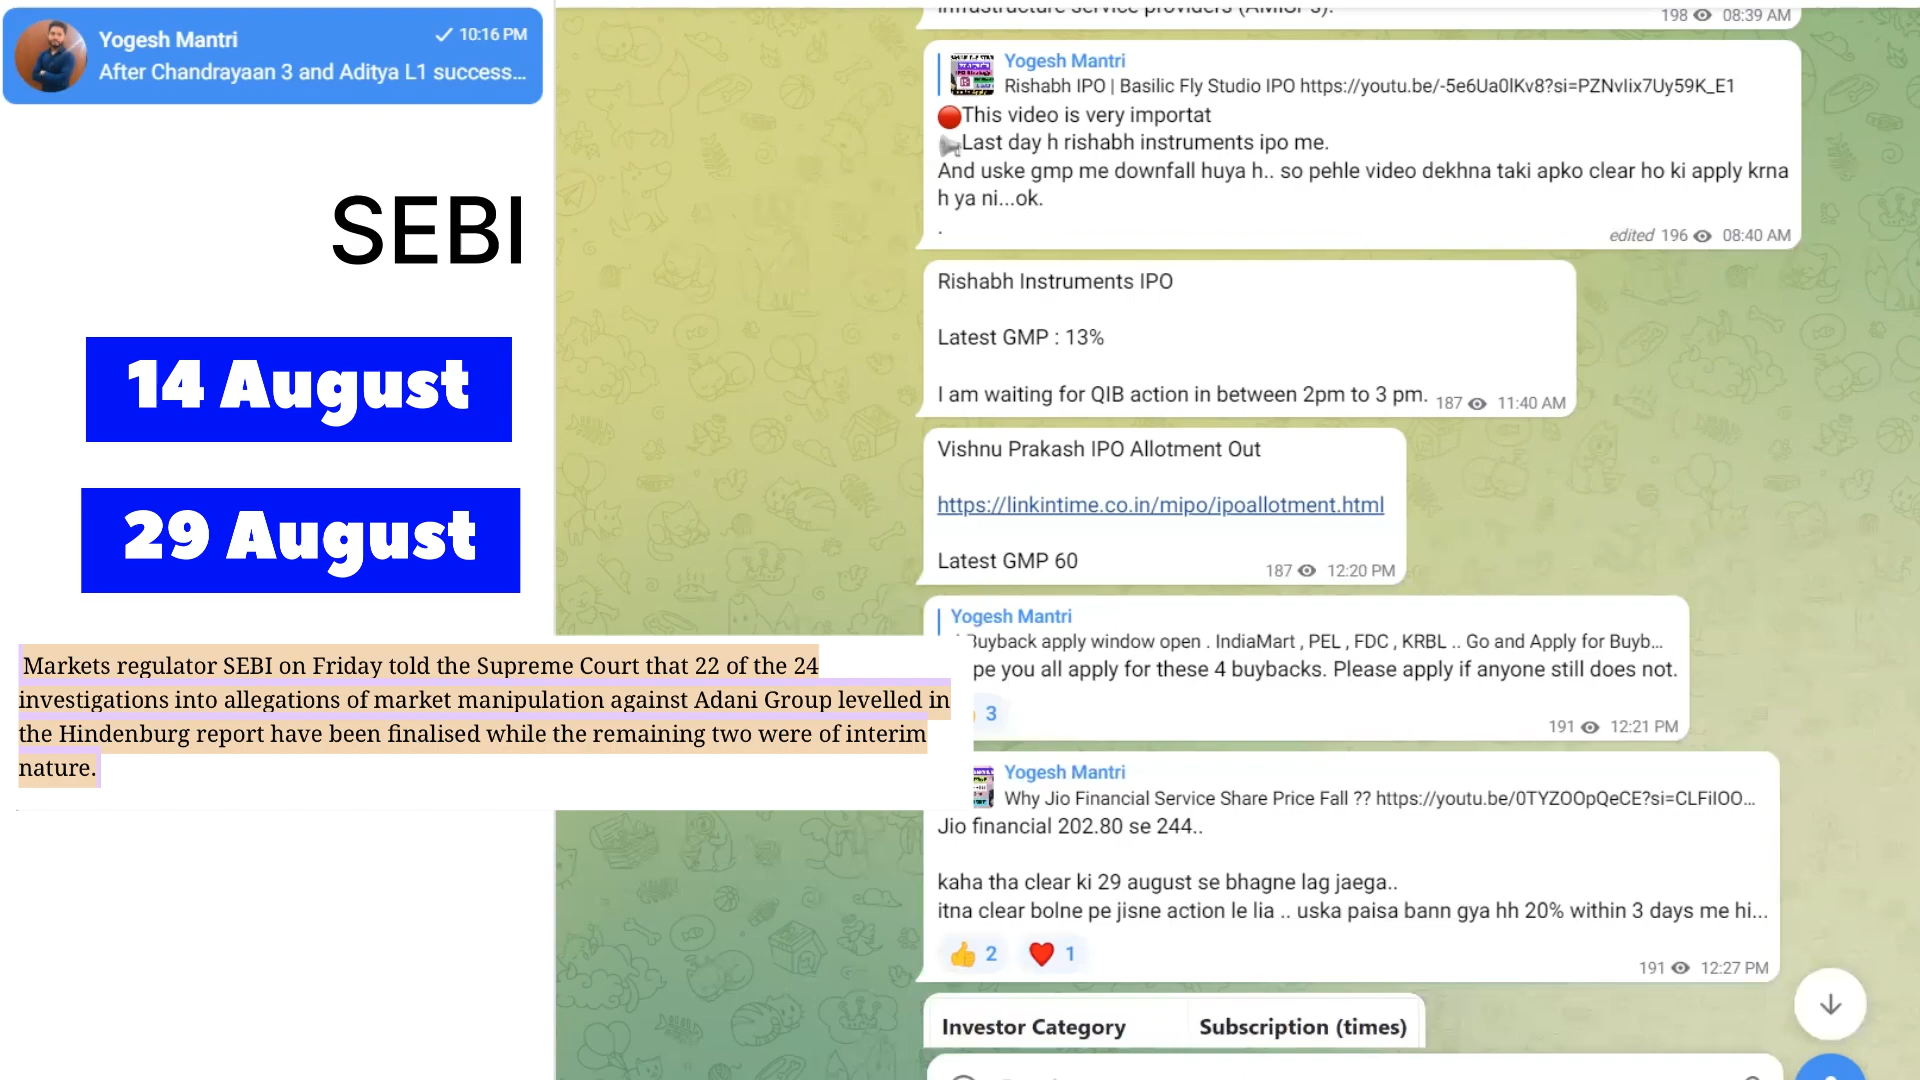 Yogesh Mantri
10:16 PM
After Chandrayaan 3 and Aditya L1 success...
SEBI
14 August
29 August
Markets regulator SEBI on Friday told the Supreme Court that 22 of the 24
investigations into allegations of market manipulation against Adani Group levelled in
the Hindenburg report have been finalised while the remaining two were of interim
nature.
infrastructure service providers (AMISPs).
198 08:39 AM
Yogesh Mantri
Rishabh IPO | Basilic Fly Studio IPO https://youtu.be/-5e6Ua0lKv8?si=PZNvIix7Uy59K_E1
This video is very importat
Last day h rishabh instruments ipo me.
And uske gmp me downfall huya h.. so pehle video dekhna taki apko clear ho ki apply krna
h ya ni...ok.
.
edited 196 08:40 AM
Rishabh Instruments IPO
Latest GMP : 13%
I am waiting for QIB action in between 2pm to 3 pm.
187 11:40 AM
Vishnu Prakash IPO Allotment Out
https://linkintime.co.in/mipo/ipoallotment.html
Latest GMP 60
187 12:20 PM
Yogesh Mantri
Buyback apply window open . IndiaMart , PEL , FDC , KRBL .. Go and Apply for Buyb...
pe you all apply for these 4 buybacks. Please apply if anyone still does not.
3
191 12:21 PM
Yogesh Mantri
Why Jio Financial Service Share Price Fall ?? https://youtu.be/0TYZOOpQeCE?si=CLFiIOO...
Jio financial 202.80 se 244..
kaha tha clear ki 29 august se bhagne lag jaega..
itna clear bolne pe jisne action le lia .. uska paisa bann gya hh 20% within 3 days me hi...
2 1
191 12:27 PM
Investor Category Subscription (times)